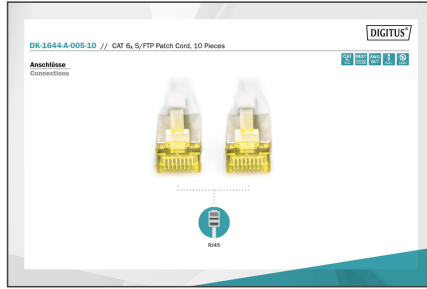 DIGITUS®
DK-1644-A-005-10 // CAT 6A S/FTP Patch Cord, 10 Pieces
Anschlüsse
Connections
RJ45